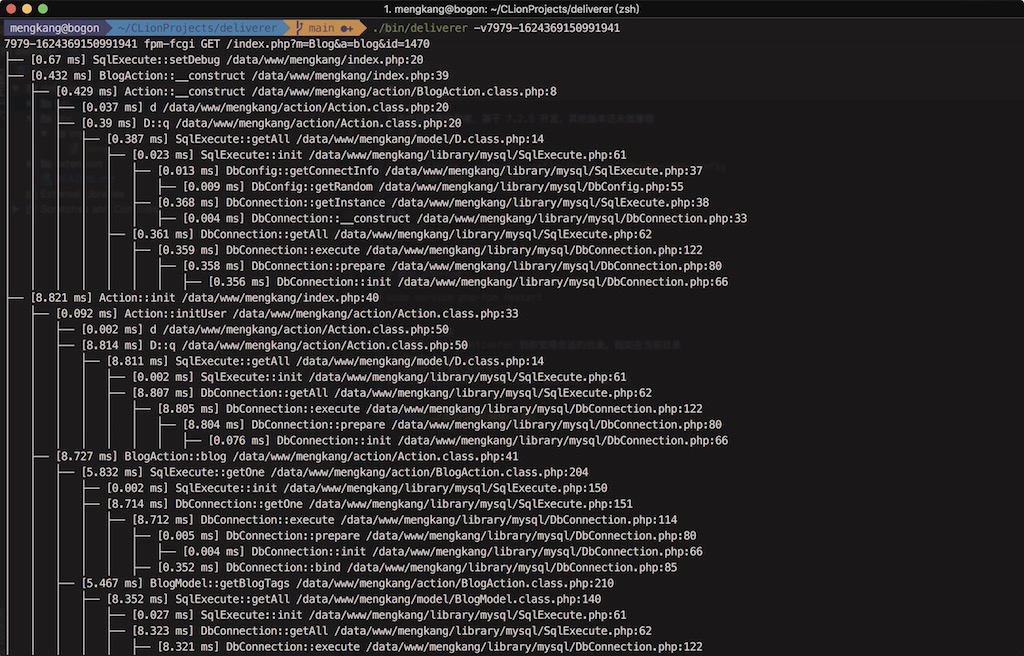 1. mengkang@bogon: ~/CLionProjects/deliverer (zsh)
mengkang@bogon ~/CLionProjects/deliverer main ●+ ./bin/deliverer -v7979-1624369150991941
7979-1624369150991941 fpm-fcgi GET /index.php?m=Blog&a=blog&id=1470
├── [0.67 ms] SqlExecute::setDebug /data/www/mengkang/index.php:20
├── [0.432 ms] BlogAction::__construct /data/www/mengkang/index.php:39
│   ├── [0.429 ms] Action::__construct /data/www/mengkang/action/BlogAction.class.php:8
│   │   ├── [0.037 ms] d /data/www/mengkang/action/Action.class.php:20
│   │   ├── [0.39 ms] D::q /data/www/mengkang/action/Action.class.php:20
│   │   │   ├── [0.387 ms] SqlExecute::getAll /data/www/mengkang/model/D.class.php:14
│   │   │   │   ├── [0.023 ms] SqlExecute::init /data/www/mengkang/library/mysql/SqlExecute.php:61
│   │   │   │   │   ├── [0.013 ms] DbConfig::getConnectInfo /data/www/mengkang/library/mysql/SqlExecute.php:37
│   │   │   │   │   │   ├── [0.009 ms] DbConfig::getRandom /data/www/mengkang/library/mysql/DbConfig.php:55
│   │   │   │   │   ├── [0.368 ms] DbConnection::getInstance /data/www/mengkang/library/mysql/SqlExecute.php:38
│   │   │   │   │   │   ├── [0.004 ms] DbConnection::__construct /data/www/mengkang/library/mysql/DbConnection.php:33
│   │   │   │   ├── [0.361 ms] DbConnection::getAll /data/www/mengkang/library/mysql/SqlExecute.php:62
│   │   │   │   │   ├── [0.359 ms] DbConnection::execute /data/www/mengkang/library/mysql/DbConnection.php:122
│   │   │   │   │   │   ├── [0.358 ms] DbConnection::prepare /data/www/mengkang/library/mysql/DbConnection.php:80
│   │   │   │   │   │   │   ├── [0.356 ms] DbConnection::init /data/www/mengkang/library/mysql/DbConnection.php:66
├── [8.821 ms] Action::init /data/www/mengkang/index.php:40
│   ├── [0.092 ms] Action::initUser /data/www/mengkang/action/Action.class.php:33
│   │   ├── [0.002 ms] d /data/www/mengkang/action/Action.class.php:50
│   │   ├── [8.814 ms] D::q /data/www/mengkang/action/Action.class.php:50
│   │   │   ├── [8.811 ms] SqlExecute::getAll /data/www/mengkang/model/D.class.php:14
│   │   │   │   ├── [0.002 ms] SqlExecute::init /data/www/mengkang/library/mysql/SqlExecute.php:61
│   │   │   │   ├── [8.807 ms] DbConnection::getAll /data/www/mengkang/library/mysql/SqlExecute.php:62
│   │   │   │   │   ├── [8.805 ms] DbConnection::execute /data/www/mengkang/library/mysql/DbConnection.php:122
│   │   │   │   │   │   ├── [8.804 ms] DbConnection::prepare /data/www/mengkang/library/mysql/DbConnection.php:80
│   │   │   │   │   │   │   ├── [0.076 ms] DbConnection::init /data/www/mengkang/library/mysql/DbConnection.php:66
│   ├── [8.727 ms] BlogAction::blog /data/www/mengkang/action/Action.class.php:41
│   │   ├── [5.832 ms] SqlExecute::getOne /data/www/mengkang/action/BlogAction.class.php:204
│   │   │   ├── [0.002 ms] SqlExecute::init /data/www/mengkang/library/mysql/SqlExecute.php:150
│   │   │   ├── [8.714 ms] DbConnection::getOne /data/www/mengkang/library/mysql/SqlExecute.php:151
│   │   │   │   ├── [8.712 ms] DbConnection::execute /data/www/mengkang/library/mysql/DbConnection.php:114
│   │   │   │   │   ├── [0.005 ms] DbConnection::prepare /data/www/mengkang/library/mysql/DbConnection.php:80
│   │   │   │   │   │   ├── [0.004 ms] DbConnection::init /data/www/mengkang/library/mysql/DbConnection.php:66
│   │   │   │   │   ├── [0.352 ms] DbConnection::bind /data/www/mengkang/library/mysql/DbConnection.php:85
│   │   ├── [5.467 ms] BlogModel::getBlogTags /data/www/mengkang/action/BlogAction.class.php:210
│   │   │   ├── [8.352 ms] SqlExecute::getAll /data/www/mengkang/model/BlogModel.class.php:140
│   │   │   │   ├── [0.027 ms] SqlExecute::init /data/www/mengkang/library/mysql/SqlExecute.php:61
│   │   │   │   ├── [8.323 ms] DbConnection::getAll /data/www/mengkang/library/mysql/SqlExecute.php:62
│   │   │   │   │   ├── [8.321 ms] DbConnection::execute /data/www/mengkang/library/mysql/DbConnection.php:122